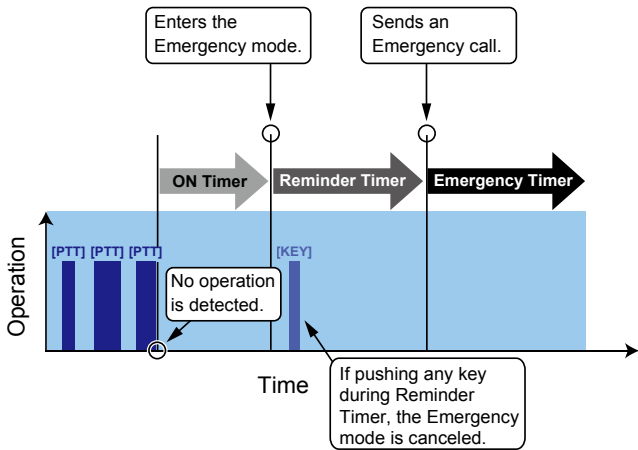 Enters the
Emergency mode.
Sends an
Emergency call.
ON Timer
Reminder Timer
Emergency Timer
[PTT] [PTT] [PTT]
[KEY]
No operation
is detected.
Operation
Time
If pushing any key
during Reminder
Timer, the Emergency
mode is canceled.